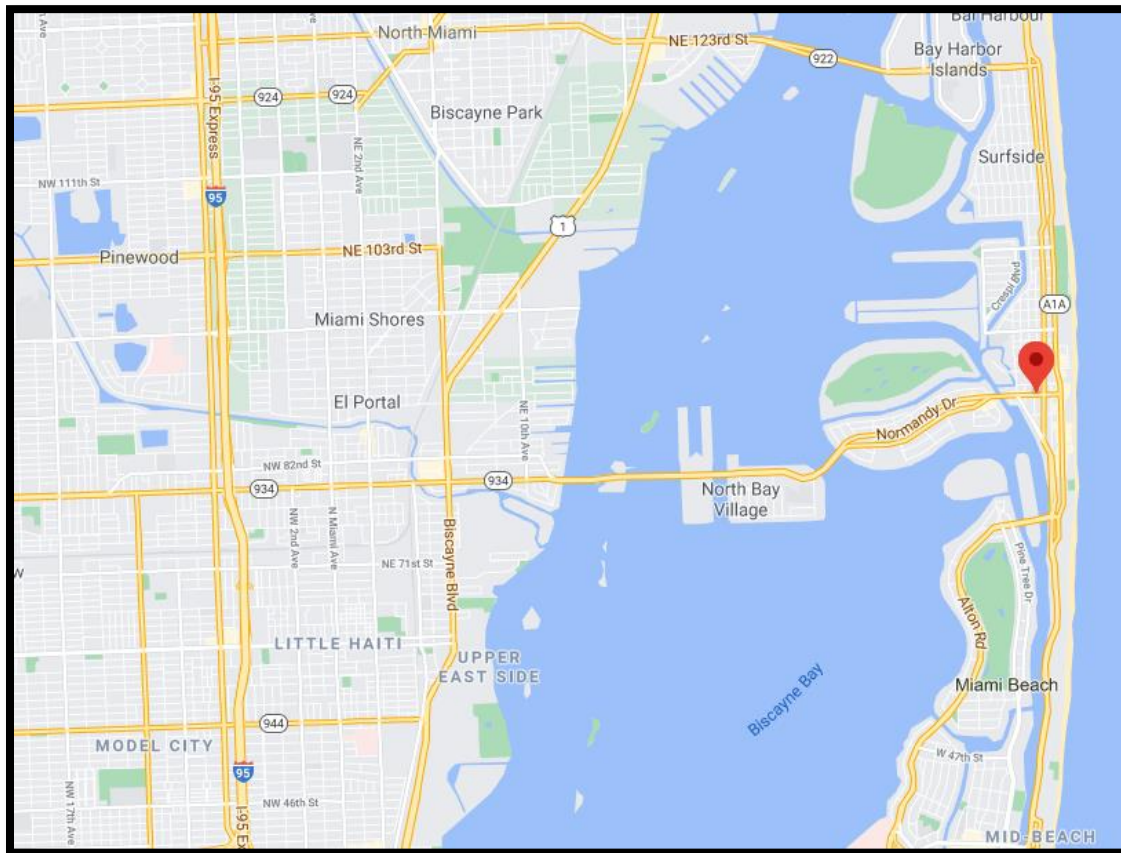 North Miami
NE 123rd St
922
Bal Harbour
Bay Harbor
Islands
I-95 Express
924
924
Biscayne Park
NE 2nd Ave
Surfside
NW 111th St
95
1
Pinewood
NE 103rd St
Crespi Blvd
A1A
Miami Shores
El Portal
NE 10th Ave
Normandy Dr
NW 82nd St
934
934
North Bay
Village
NW 2nd Ave
N Miami Ave
Biscayne Blvd
NE 71st St
Pine Tree Dr
Alton Rd
LITTLE HAITI
UPPER
EAST SIDE
Miami Beach
Biscayne Bay
944
MODEL CITY
W 47th St
95
NW 17th Ave
NW 46th St
I-95 Ex
MID-BEACH